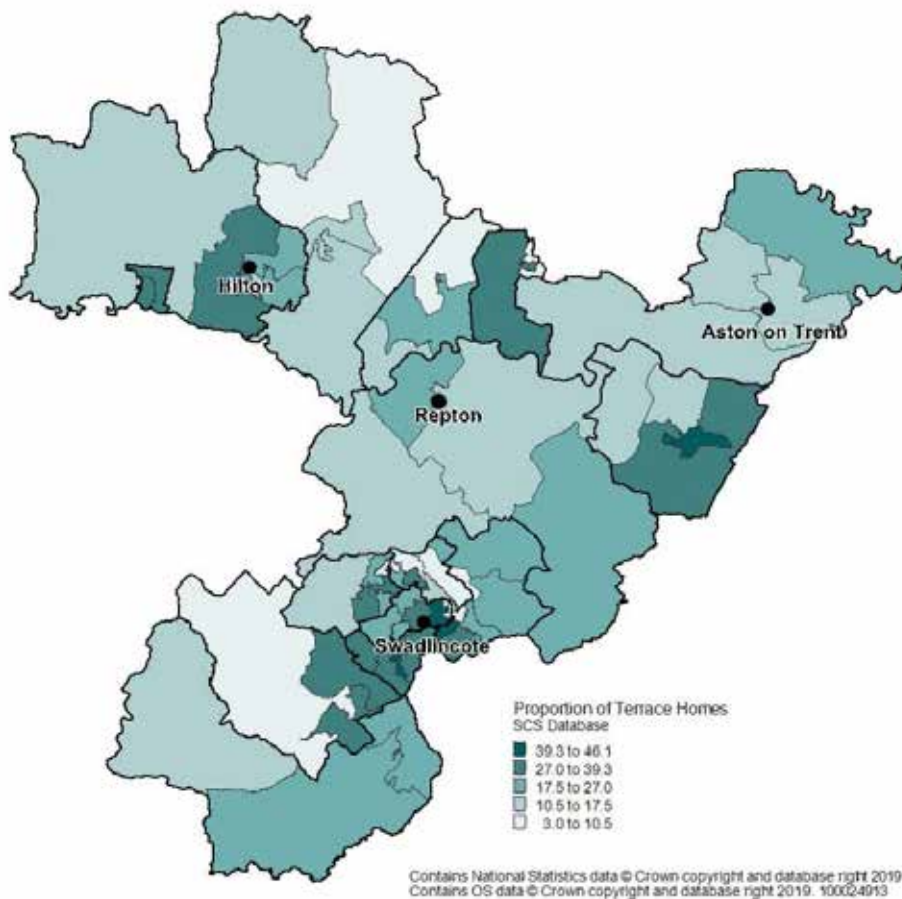 Hilton
Aston on Trent
Repton
Swadlincote
Proportion of Terrace Homes
SCS Database
39.3 to 46.1
27.0 to 39.3
17.5 to 27.0
10.5 to 17.5
3.0 to 10.5
Contains National Statistics data © Crown copyright and database right 2019
Contains OS data © Crown copyright and database right 2019. 100024913